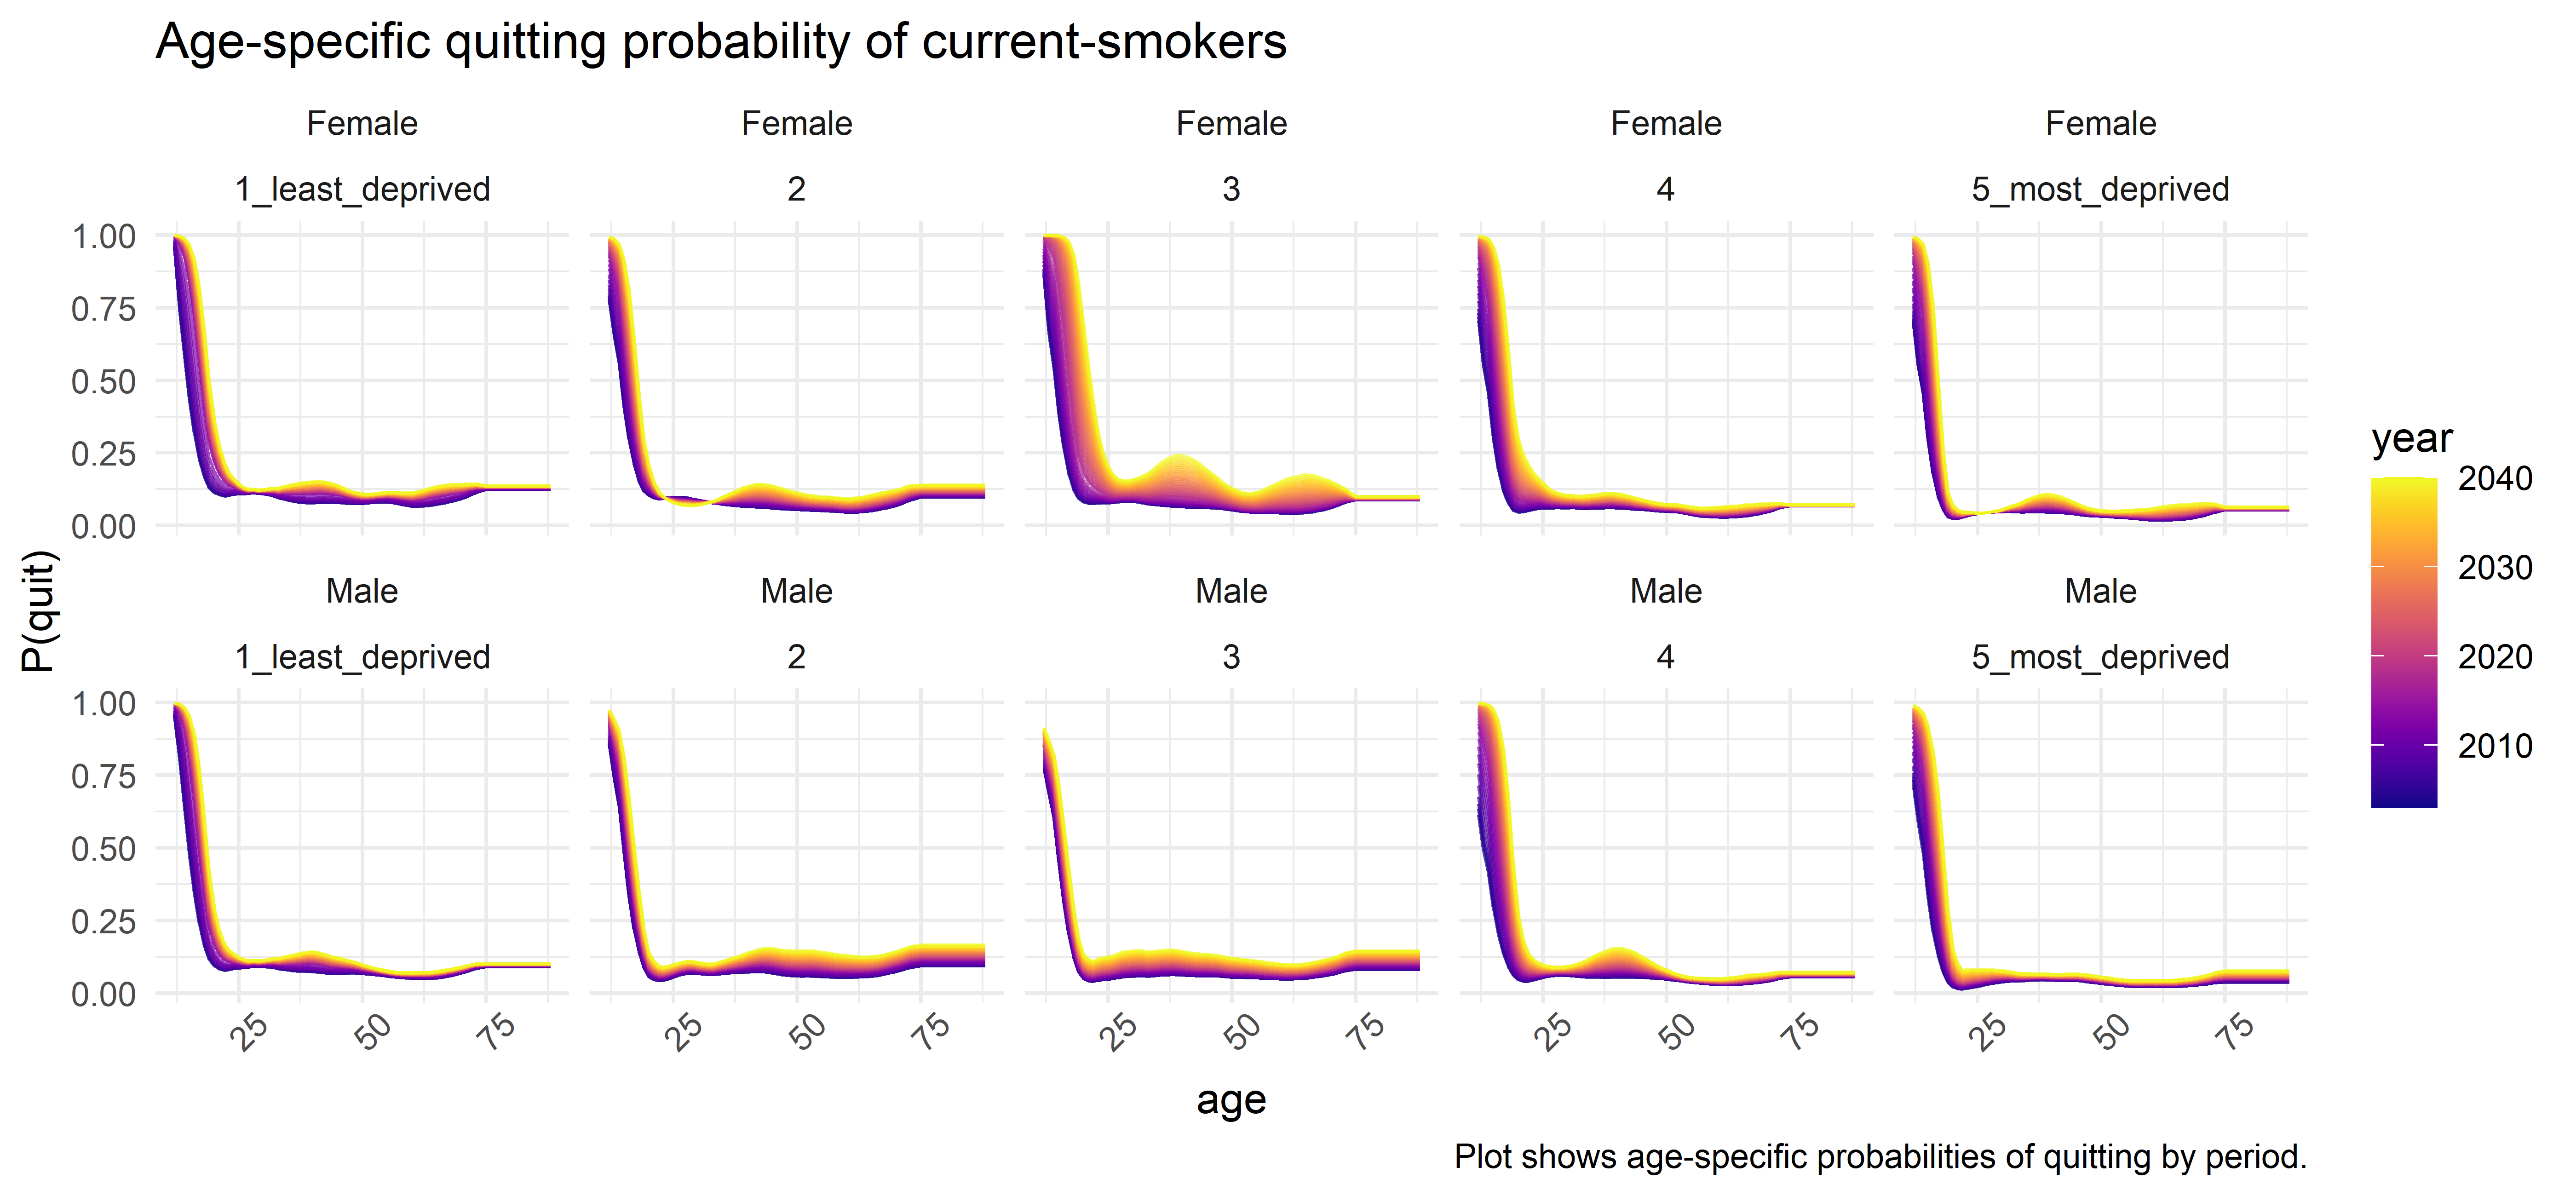 Age-specific quitting probability of current-smokers
Female Female Female Female Female
1_least_deprived 2 3 4 5_most_deprived
1.00
0.75
0.50
0.25
0.00
Male Male Male Male Male
1_least_deprived 2 3 4 5_most_deprived
1.00
0.75
0.50
0.25
0.00
25 50 75 25 50 75 25 50 75 25 50 75 25 50 75
P(quit)
age
year
2040
2030
2020
2010
Plot shows age-specific probabilities of quitting by period.